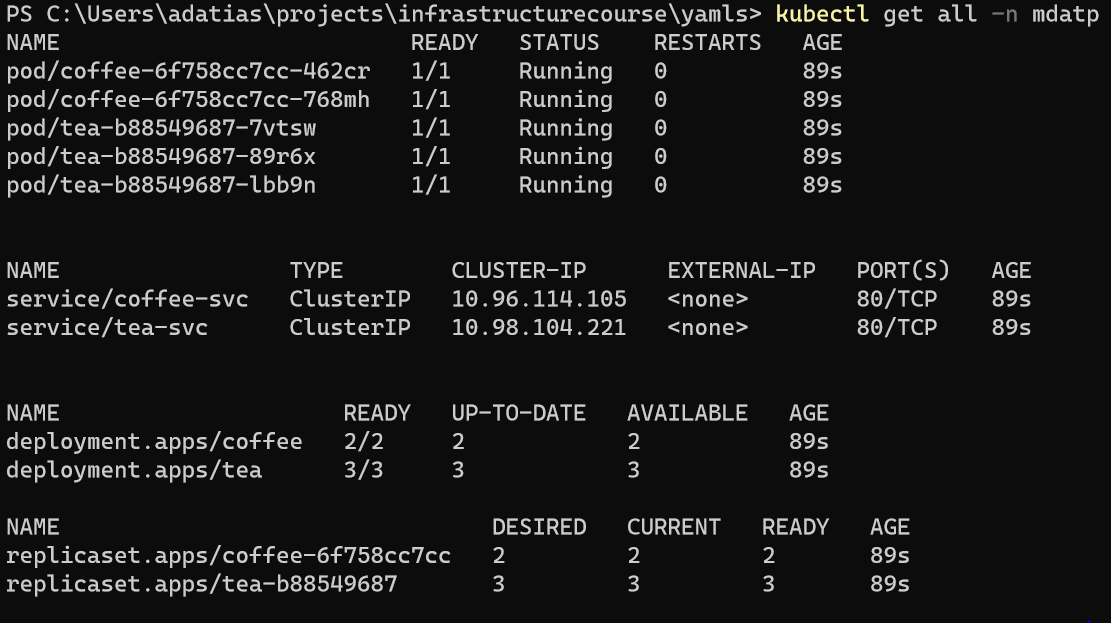 PS C:\Users\adatias\projects\infrastructurecourse\yamls> kubectl get all -n mdatp
NAME READY STATUS RESTARTS AGE
pod/coffee-6f758cc7cc-462cr 1/1 Running 0 89s
pod/coffee-6f758cc7cc-768mh 1/1 Running 0 89s
pod/tea-b88549687-7vtsw 1/1 Running 0 89s
pod/tea-b88549687-89r6x 1/1 Running 0 89s
pod/tea-b88549687-lbb9n 1/1 Running 0 89s
NAME TYPE CLUSTER-IP EXTERNAL-IP PORT(S) AGE
service/coffee-svc ClusterIP 10.96.114.105 <none> 80/TCP 89s
service/tea-svc ClusterIP 10.98.104.221 <none> 80/TCP 89s
NAME READY UP-TO-DATE AVAILABLE AGE
deployment.apps/coffee 2/2 2 2 89s
deployment.apps/tea 3/3 3 3 89s
NAME DESIRED CURRENT READY AGE
replicaset.apps/coffee-6f758cc7cc 2 2 2 89s
replicaset.apps/tea-b88549687 3 3 3 89s